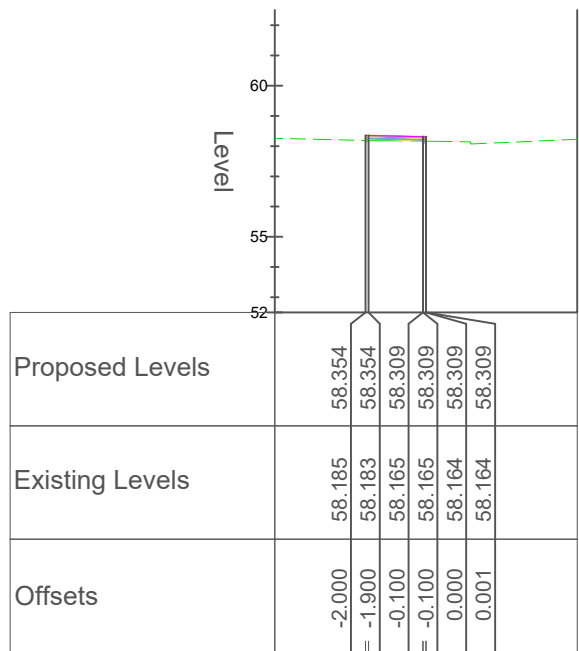 60
Level
55
52
Proposed Levels 58.354 58.354 58.309 58.309 58.309 58.309
Existing Levels 58.185 58.183 58.165 58.165 58.164 58.164
Offsets -2.000 = -1.900 -0.100 = -0.100 0.000 0.001